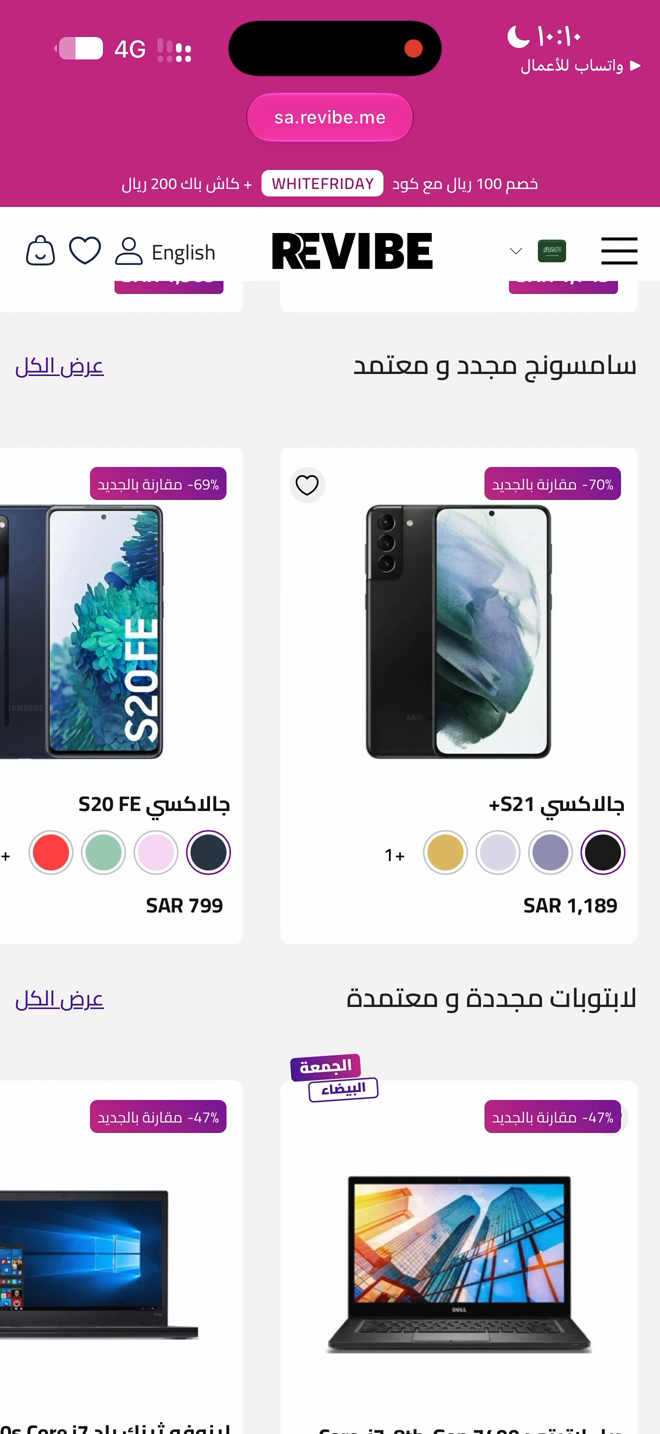 ١٠:١٠ 4G
◀ واتساب للأعمال
sa.revibe.me
خصم 100 ريال مع كود WHITEFRIDAY + كاش باك 200 ريال
REVIBE English
سامسونج مجدد و معتمد عرض الكل
-70% مقارنة بالجديد
-69% مقارنة بالجديد
SAMSUNG
S20 FE
جالاكسي S21+
جالاكسي S20 FE
+1
+
SAR 1,189
SAR 799
لابتوبات مجددة و معتمدة عرض الكل
الجمعة
البيضاء
-47% مقارنة بالجديد
-47% مقارنة بالجديد
DELL